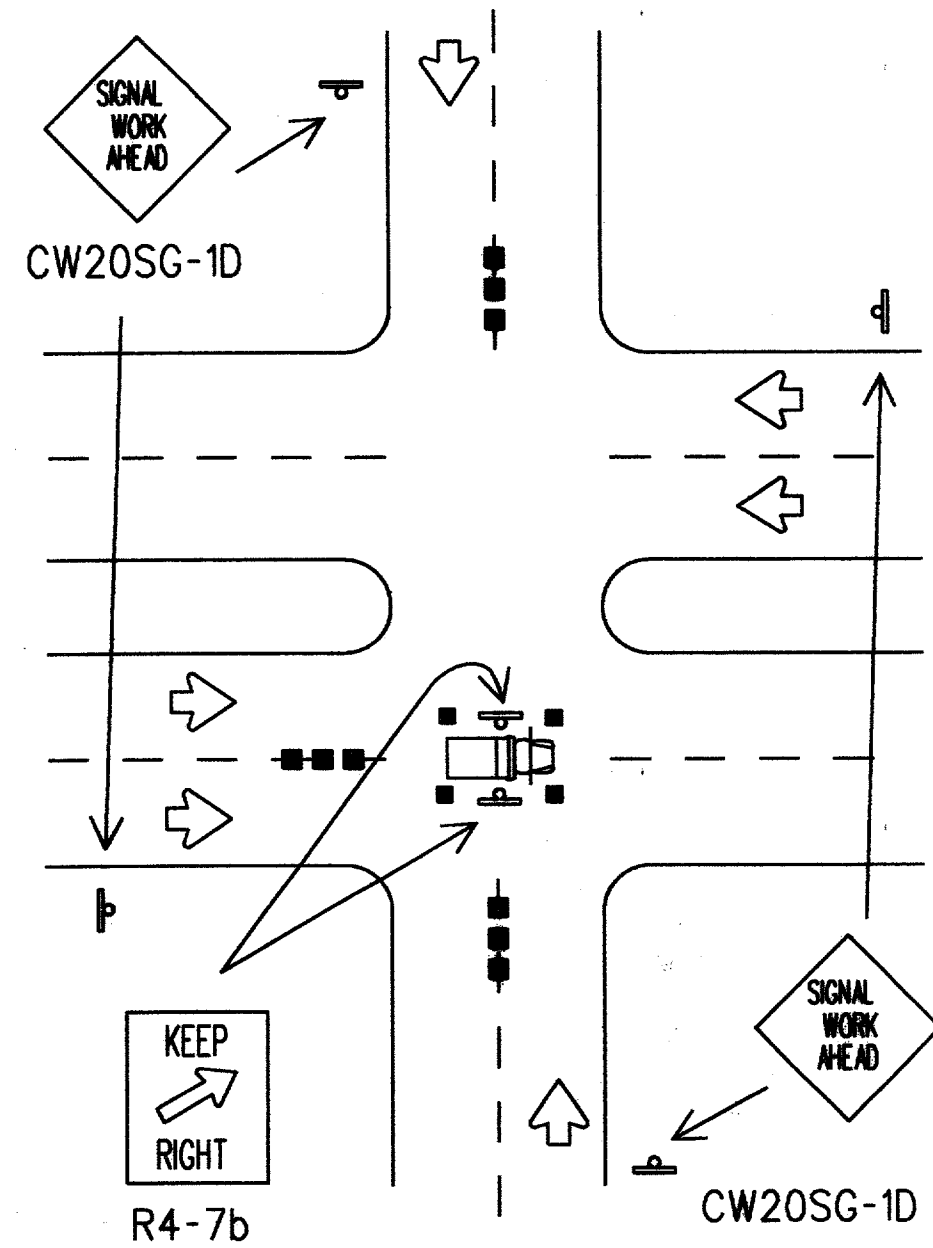 SIGNAL
WORK
AHEAD
CW20SG-1D
KEEP
RIGHT
R4-7b
SIGNAL
WORK
AHEAD
CW20SG-1D